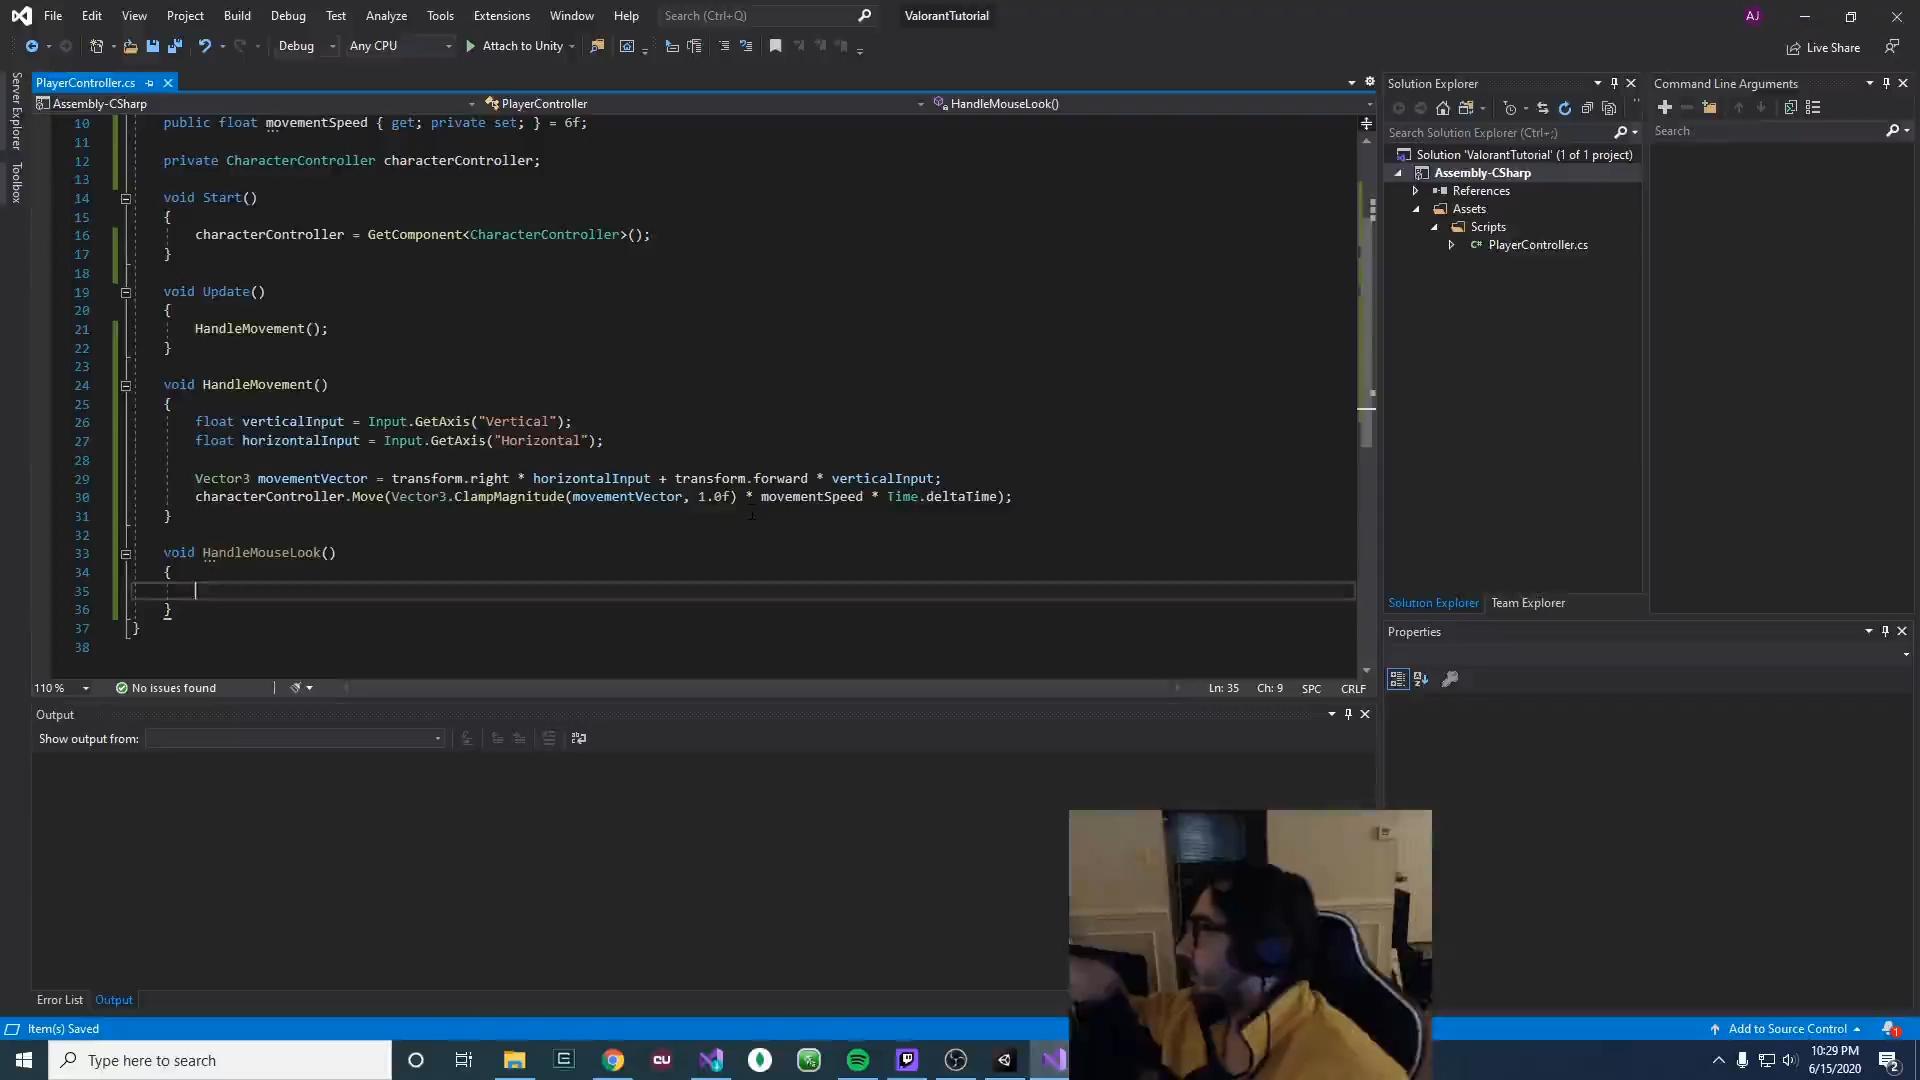 File Edit View Project Build Debug Test Analyze Tools Extensions Window Help Search (Ctrl+Q) ValorantTutorial AJ
Debug Any CPU Attach to Unity Live Share
Server Explorer
Toolbox
PlayerController.cs
Assembly-CSharp PlayerController HandleMouseLook()
10 public float movementSpeed { get; private set; } = 6f;
11
12 private CharacterController characterController;
13
14 void Start()
15 {
16 characterController = GetComponent<CharacterController>();
17 }
18
19 void Update()
20 {
21 HandleMovement();
22 }
23
24 void HandleMovement()
25 {
26 float verticalInput = Input.GetAxis("Vertical");
27 float horizontalInput = Input.GetAxis("Horizontal");
28
29 Vector3 movementVector = transform.right * horizontalInput + transform.forward * verticalInput;
30 characterController.Move(Vector3.ClampMagnitude(movementVector, 1.0f) * movementSpeed * Time.deltaTime);
31 }
32
33 void HandleMouseLook()
34 {
35
36 }
37 }
38
110 % No issues found Ln: 35 Ch: 9 SPC CRLF
Solution Explorer
Search Solution Explorer (Ctrl+;)
Solution 'ValorantTutorial' (1 of 1 project)
Assembly-CSharp
References
Assets
Scripts
C# PlayerController.cs
Solution Explorer Team Explorer
Command Line Arguments
Search
Properties
Output
Show output from:
Error List Output
Item(s) Saved Add to Source Control 1
Type here to search
10:29 PM
6/15/2020
2